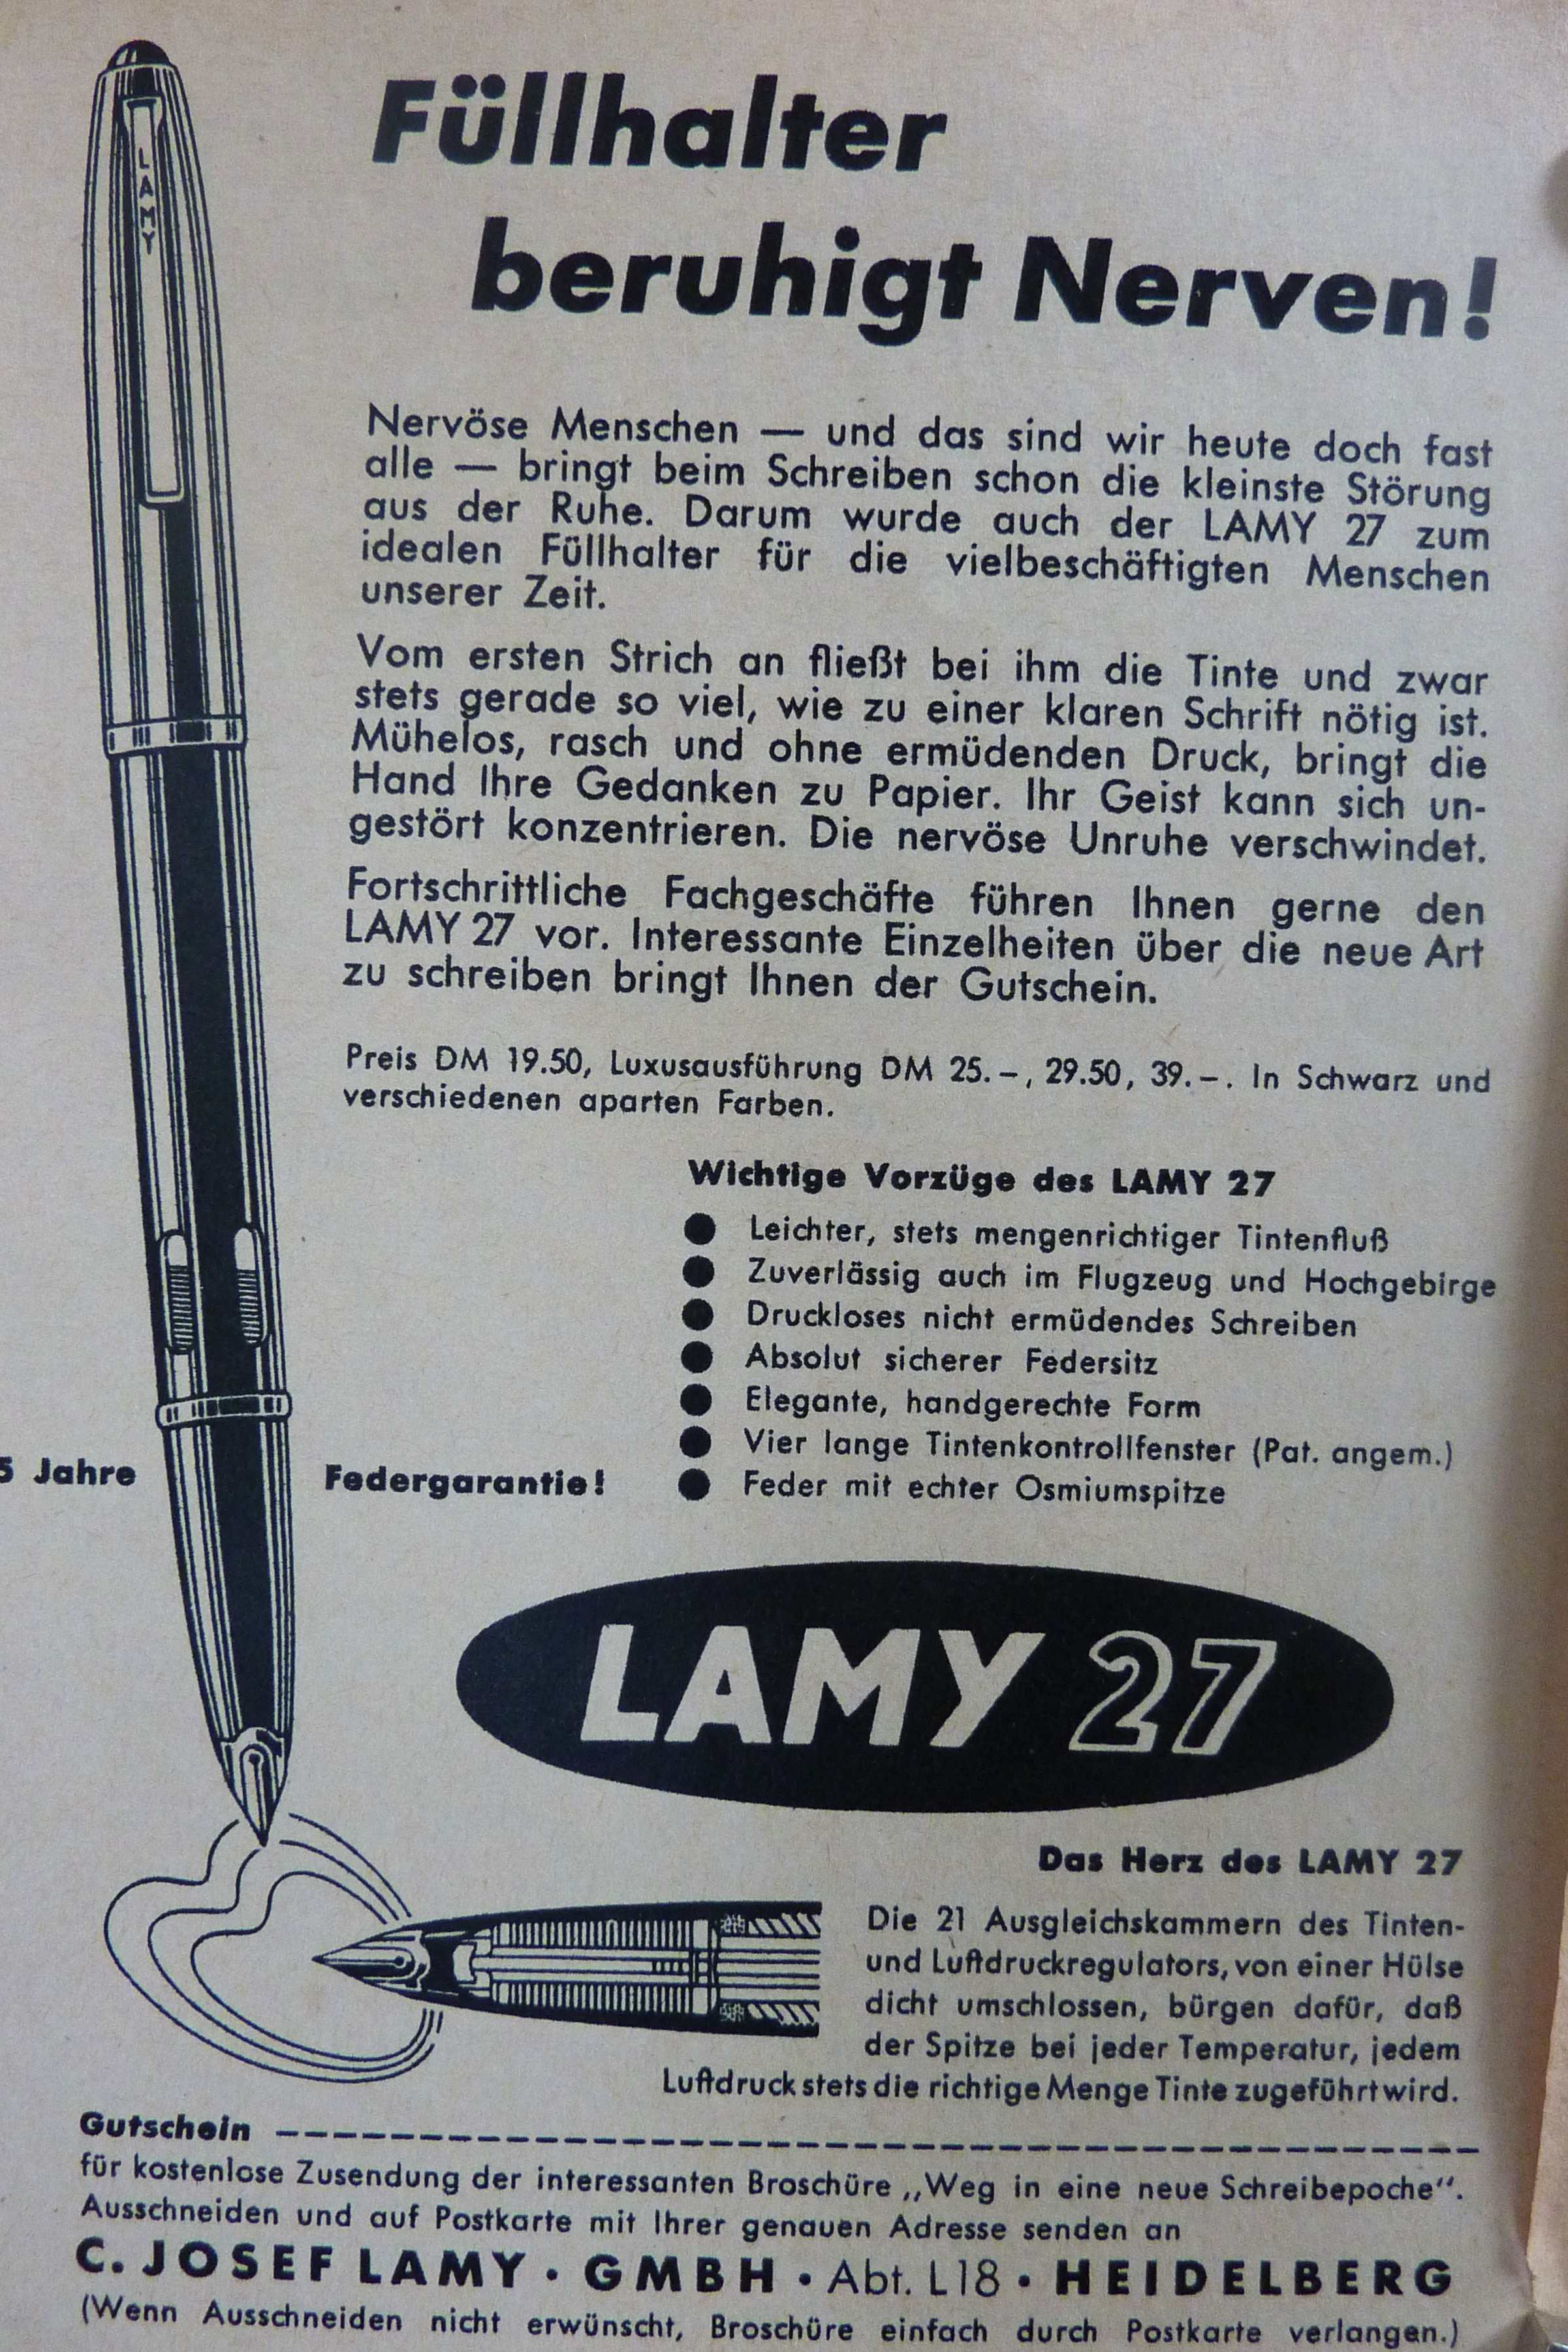 LAMY
Füllhalter
beruhigt Nerven!
Nervöse Menschen — und das sind wir heute doch fast
alle — bringt beim Schreiben schon die kleinste Störung
aus der Ruhe. Darum wurde auch der LAMY 27 zum
idealen Füllhalter für die vielbeschäftigten Menschen
unserer Zeit.
Vom ersten Strich an fließt bei ihm die Tinte und zwar
stets gerade so viel, wie zu einer klaren Schrift nötig ist.
Mühelos, rasch und ohne ermüdenden Druck, bringt die
Hand Ihre Gedanken zu Papier. Ihr Geist kann sich un-
gestört konzentrieren. Die nervöse Unruhe verschwindet.
Fortschrittliche Fachgeschäfte führen Ihnen gerne den
LAMY 27 vor. Interessante Einzelheiten über die neue Art
zu schreiben bringt Ihnen der Gutschein.
Preis DM 19.50, Luxusausführung DM 25.–, 29.50, 39.–. In Schwarz und
verschiedenen aparten Farben.
Wichtige Vorzüge des LAMY 27
● Leichter, stets mengenrichtiger Tintenfluß
● Zuverlässig auch im Flugzeug und Hochgebirge
● Druckloses nicht ermüdendes Schreiben
● Absolut sicherer Federsitz
● Elegante, handgerechte Form
● Vier lange Tintenkontrollfenster (Pat. angem.)
● Feder mit echter Osmiumspitze
5 Jahre Federgarantie!
LAMY 27
Das Herz des LAMY 27
Die 21 Ausgleichskammern des Tinten-
und Luftdruckregulators, von einer Hülse
dicht umschlossen, bürgen dafür, daß
der Spitze bei jeder Temperatur, jedem
Luftdruck stets die richtige Menge Tinte zugeführt wird.
Gutschein
für kostenlose Zusendung der interessanten Broschüre „Weg in eine neue Schreibepoche“.
Ausschneiden und auf Postkarte mit Ihrer genauen Adresse senden an
C. JOSEF LAMY · GMBH · Abt. L18 · HEIDELBERG
(Wenn Ausschneiden nicht erwünscht, Broschüre einfach durch Postkarte verlangen.)